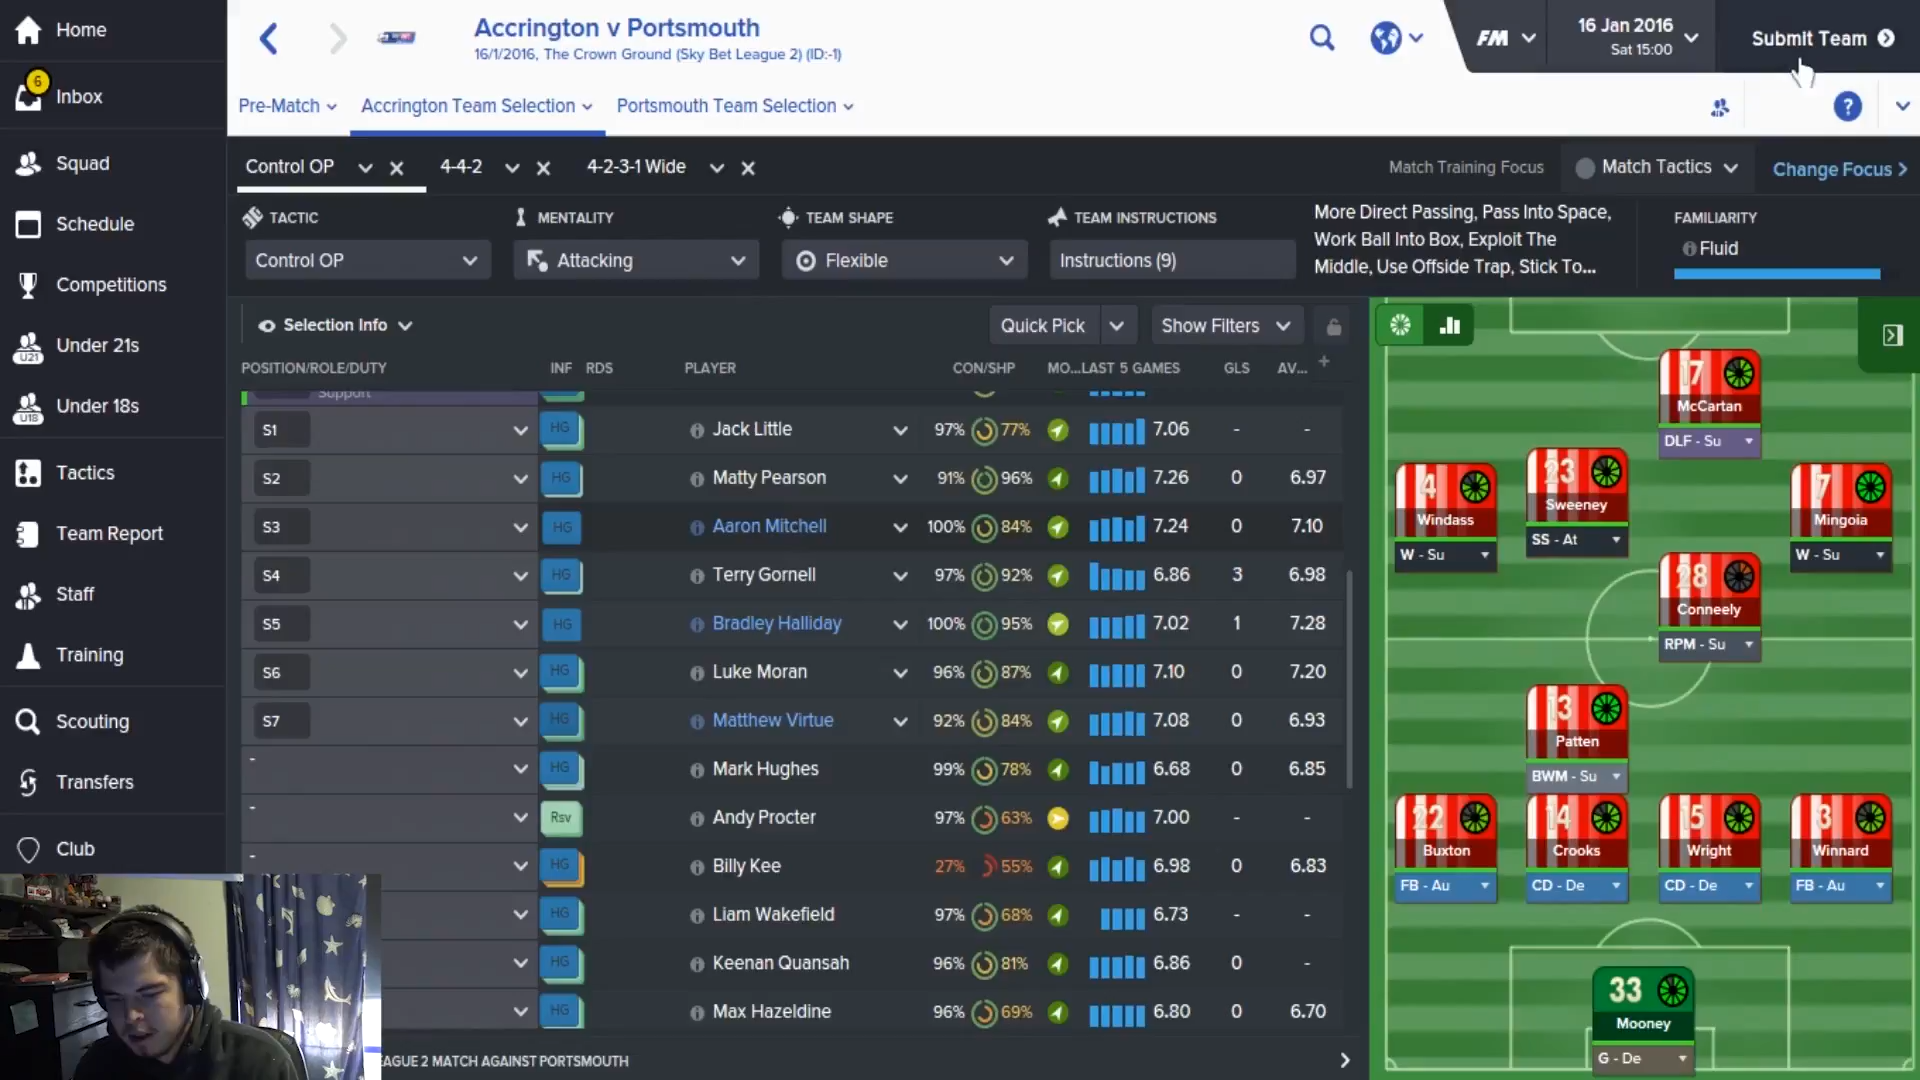 Home
6
Inbox
Squad
Schedule
Competitions
U21
Under 21s
U18
Under 18s
Tactics
Team Report
Staff
Training
Scouting
Transfers
Club
Accrington v Portsmouth
16/1/2016, The Crown Ground (Sky Bet League 2) (ID:-1)
FM
16 Jan 2016
Sat 15:00
Submit Team
Pre-Match
Accrington Team Selection
Portsmouth Team Selection
?
Control OP
4-4-2
4-2-3-1 Wide
Match Training Focus
Match Tactics
Change Focus >
TACTIC
MENTALITY
TEAM SHAPE
TEAM INSTRUCTIONS
Control OP
Attacking
Flexible
Instructions (9)
More Direct Passing, Pass Into Space,
Work Ball Into Box, Exploit The
Middle, Use Offside Trap, Stick To...
FAMILIARITY
Fluid
Selection Info
Quick Pick
Show Filters
POSITION/ROLE/DUTY INF RDS PLAYER CON/SHP MO... LAST 5 GAMES GLS AV... +
Support
S1 HG Jack Little 97% 77% 7.06 - -
S2 HG Matty Pearson 91% 96% 7.26 0 6.97
S3 HG Aaron Mitchell 100% 84% 7.24 0 7.10
S4 HG Terry Gornell 97% 92% 6.86 3 6.98
S5 HG Bradley Halliday 100% 95% 7.02 1 7.28
S6 HG Luke Moran 96% 87% 7.10 0 7.20
S7 HG Matthew Virtue 92% 84% 7.08 0 6.93
- HG Mark Hughes 99% 78% 6.68 0 6.85
- Rsv Andy Procter 97% 63% 7.00 - -
- HG Billy Kee 27% 55% 6.98 0 6.83
HG Liam Wakefield 97% 68% 6.73 - -
HG Keenan Quansah 96% 81% 6.86 0 -
HG Max Hazeldine 96% 69% 6.80 0 6.70
EAGUE 2 MATCH AGAINST PORTSMOUTH
17
McCartan
DLF - Su
4
Windass
W - Su
23
Sweeney
SS - At
7
Mingoia
W - Su
28
Conneely
RPM - Su
13
Patten
BWM - Su
22
Buxton
FB - Au
14
Crooks
CD - De
15
Wright
CD - De
3
Winnard
FB - Au
33
Mooney
G - De